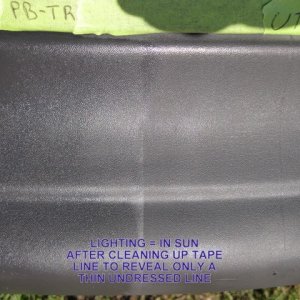 PB-TR
LIGHTING = IN SUN
AFTER CLEANING UP TAPE
LINE TO REVEAL ONLY A
THIN UNDRESSED LINE